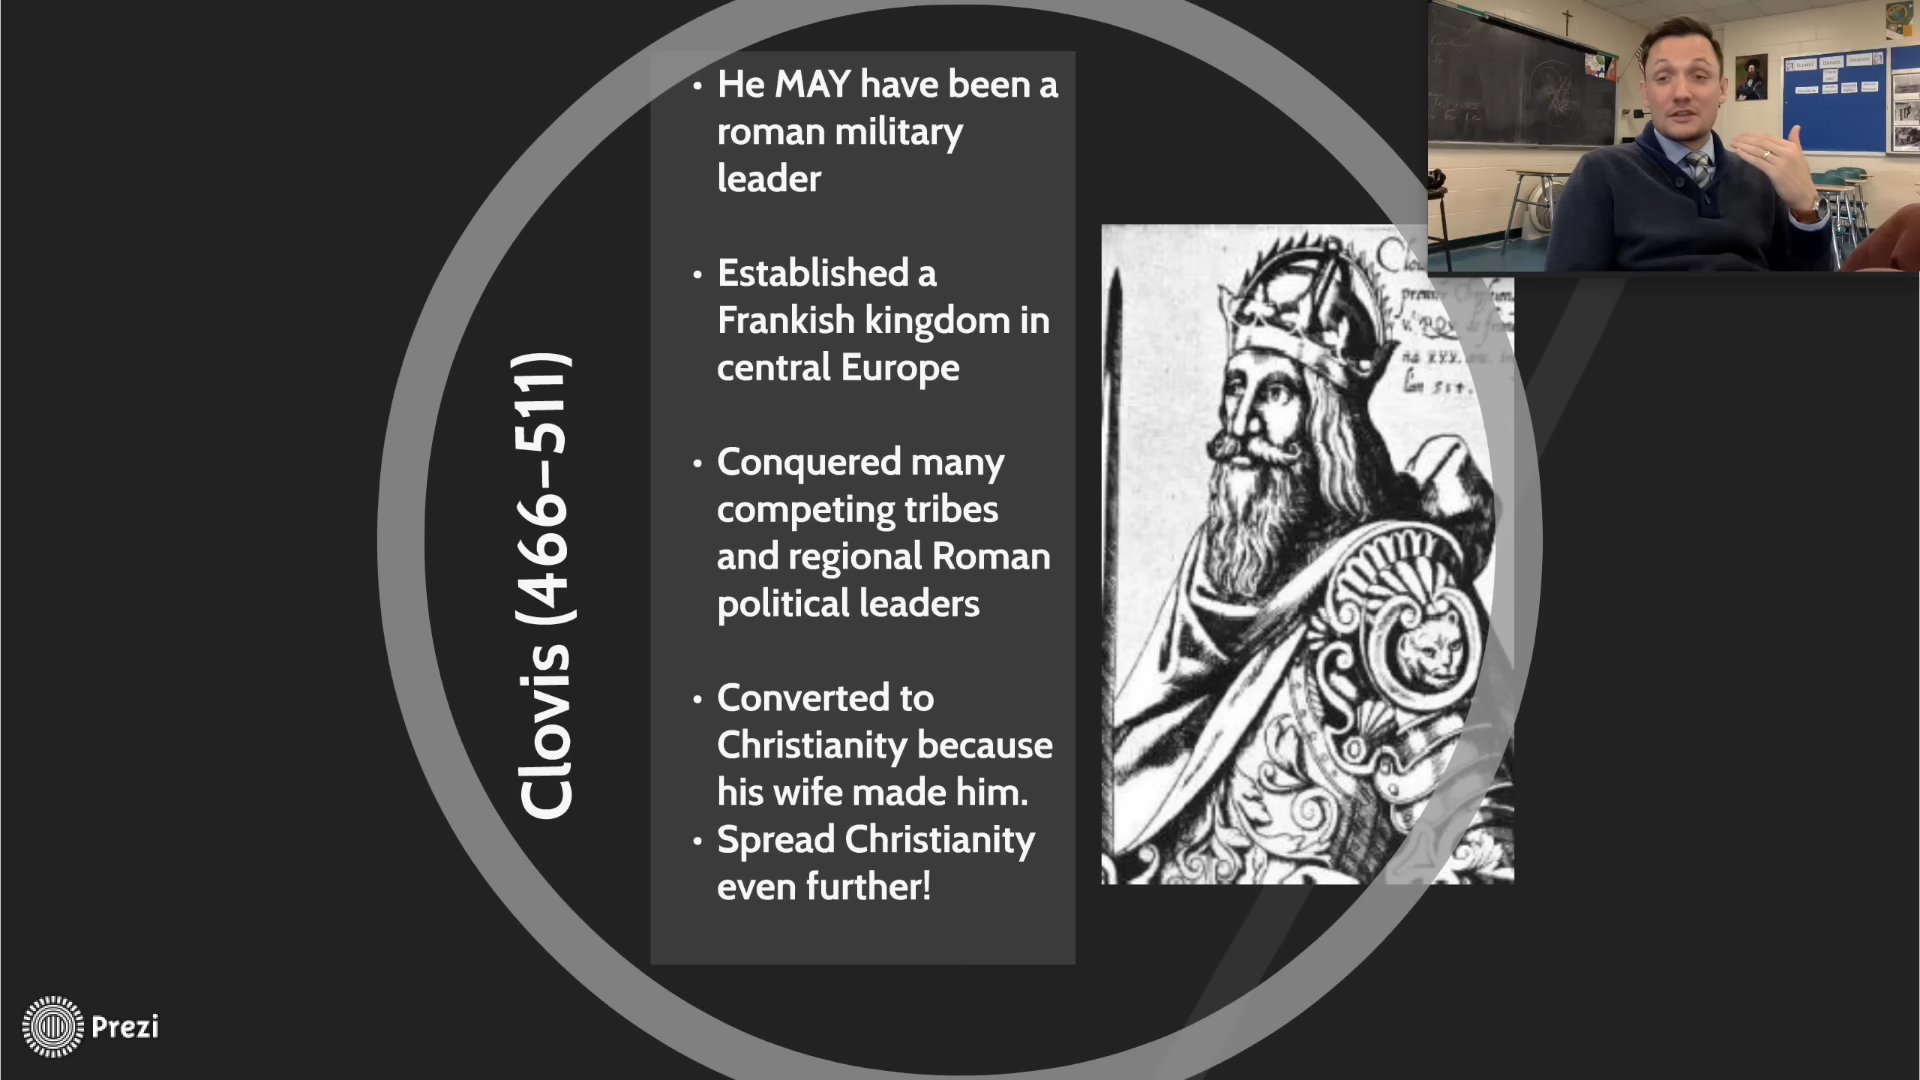 • He MAY have been a
roman military
leader
• Established a
Frankish kingdom in
central Europe
• Conquered many
competing tribes
and regional Roman
political leaders
• Converted to
Christianity because
his wife made him.
• Spread Christianity
even further!
Clovis (466-511)
Prezi